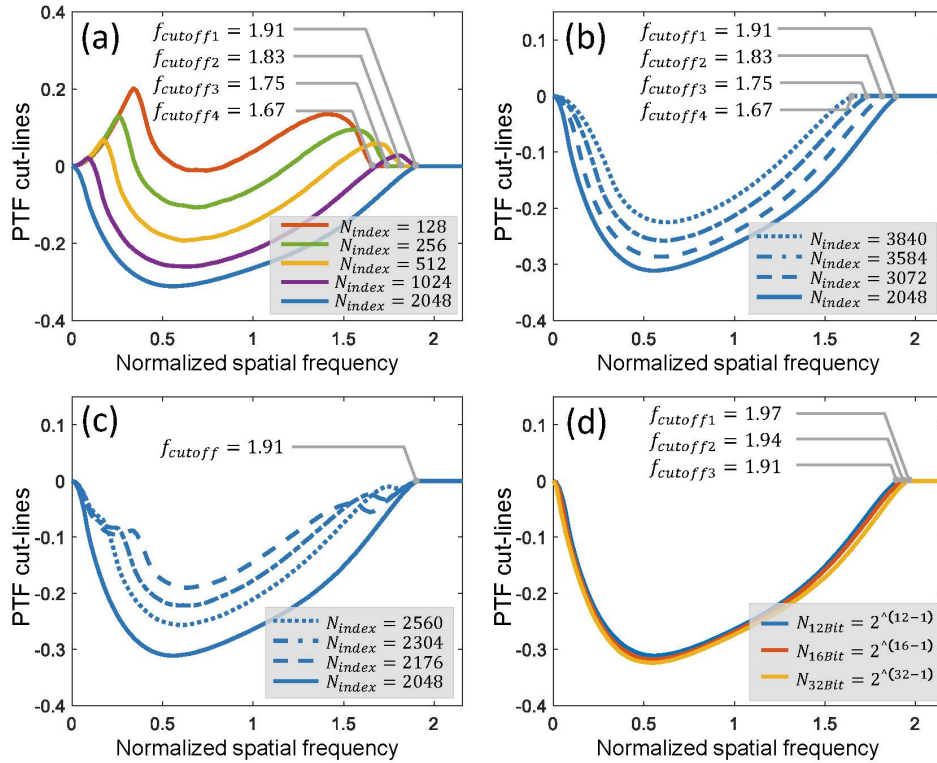 (a)
f_cutoff1 = 1.91
f_cutoff2 = 1.83
f_cutoff3 = 1.75
f_cutoff4 = 1.67
PTF cut-lines
0.4
0.2
0
-0.2
-0.4
N_index = 128
N_index = 256
N_index = 512
N_index = 1024
N_index = 2048
0 0.5 1 1.5 2
Normalized spatial frequency
(b)
f_cutoff1 = 1.91
f_cutoff2 = 1.83
f_cutoff3 = 1.75
f_cutoff4 = 1.67
PTF cut-lines
0.1
0
-0.1
-0.2
-0.3
-0.4
N_index = 3840
N_index = 3584
N_index = 3072
N_index = 2048
0 0.5 1 1.5 2
Normalized spatial frequency
(c)
f_cutoff = 1.91
PTF cut-lines
0.1
0
-0.1
-0.2
-0.3
-0.4
N_index = 2560
N_index = 2304
N_index = 2176
N_index = 2048
0 0.5 1 1.5 2
Normalized spatial frequency
(d)
f_cutoff1 = 1.97
f_cutoff2 = 1.94
f_cutoff3 = 1.91
PTF cut-lines
0.1
0
-0.1
-0.2
-0.3
-0.4
N_12Bit = 2^(12-1)
N_16Bit = 2^(16-1)
N_32Bit = 2^(32-1)
0 0.5 1 1.5 2
Normalized spatial frequency